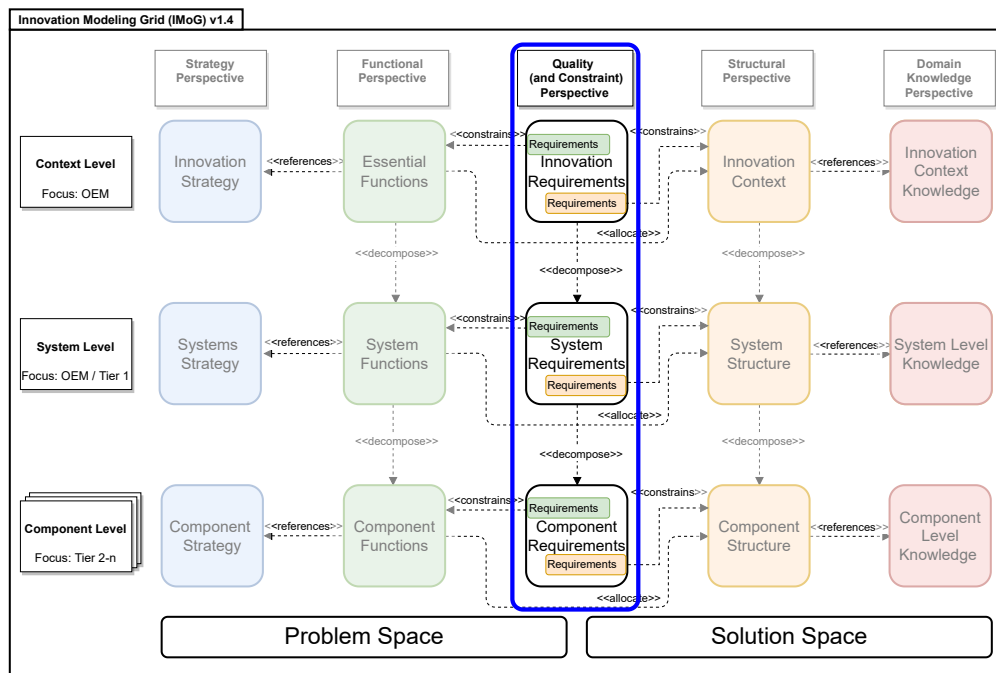 Innovation Modeling Grid (IMoG) v1.4
Strategy
Perspective
Functional
Perspective
Quality
(and Constraint)
Perspective
Structural
Perspective
Domain
Knowledge
Perspective
Context Level
Focus: OEM
Innovation
Strategy
<<references>>
Essential
Functions
<<constrains>>
Requirements
Innovation
Requirements
Requirements
<<constrains>>
Innovation
Context
<<references>>
Innovation
Context
Knowledge
<<allocate>>
<<decompose>>
<<decompose>>
<<decompose>>
System Level
Focus: OEM / Tier 1
Systems
Strategy
<<references>>
System
Functions
<<constrains>>
Requirements
System
Requirements
Requirements
<<constrains>>
System
Structure
<<references>>
System Level
Knowledge
<<allocate>>
<<decompose>>
<<decompose>>
<<decompose>>
Component Level
Focus: Tier 2-n
Component
Strategy
<<references>>
Component
Functions
<<constrains>>
Requirements
Component
Requirements
Requirements
<<constrains>>
Component
Structure
<<references>>
Component
Level
Knowledge
<<allocate>>
Problem Space
Solution Space